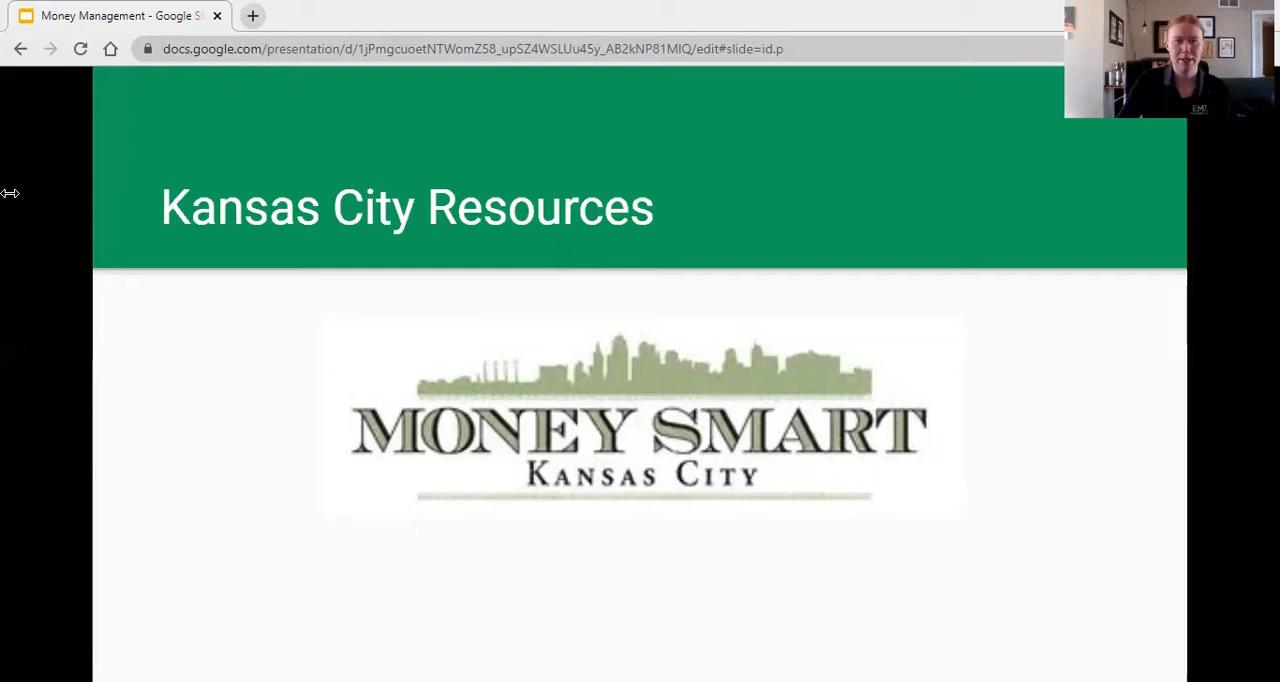 Money Management - Google Sl
docs.google.com/presentation/d/1jPmgcuoetNTWomZ58_upSZ4WSLUu45y_AB2kNP81MIQ/edit#slide=id.p
EMI
Kansas City Resources
MONEY SMART
KANSAS CITY